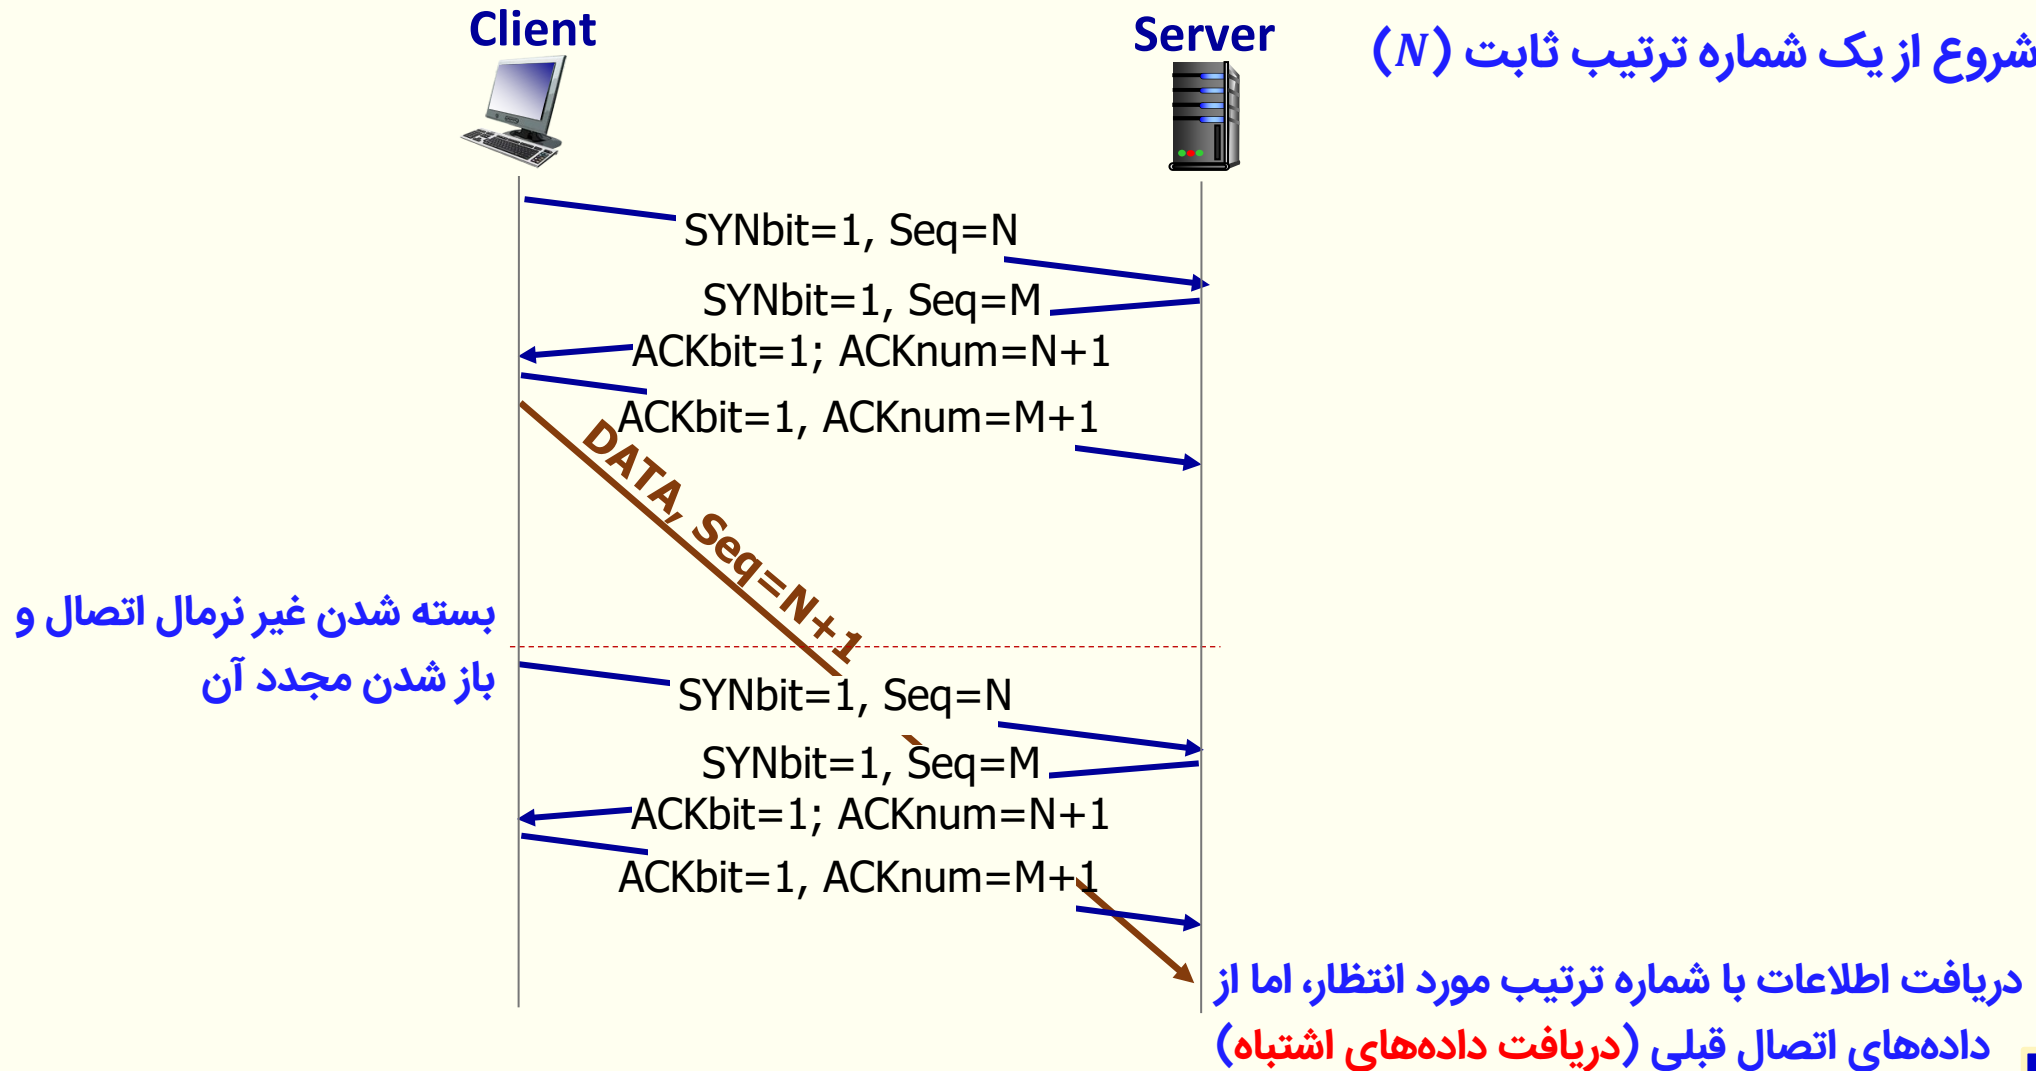 Client
Server
شروع از یک شماره ترتیب ثابت (N)
SYNbit=1, Seq=N
SYNbit=1, Seq=M
ACKbit=1; ACKnum=N+1
ACKbit=1, ACKnum=M+1
DATA, Seq=N+1
بسته شدن غیر نرمال اتصال و
باز شدن مجدد آن
SYNbit=1, Seq=N
SYNbit=1, Seq=M
ACKbit=1; ACKnum=N+1
ACKbit=1, ACKnum=M+1
دریافت اطلاعات با شماره ترتیب مورد انتظار، اما از
داده‌های اتصال قبلی (دریافت داده‌های اشتباه)